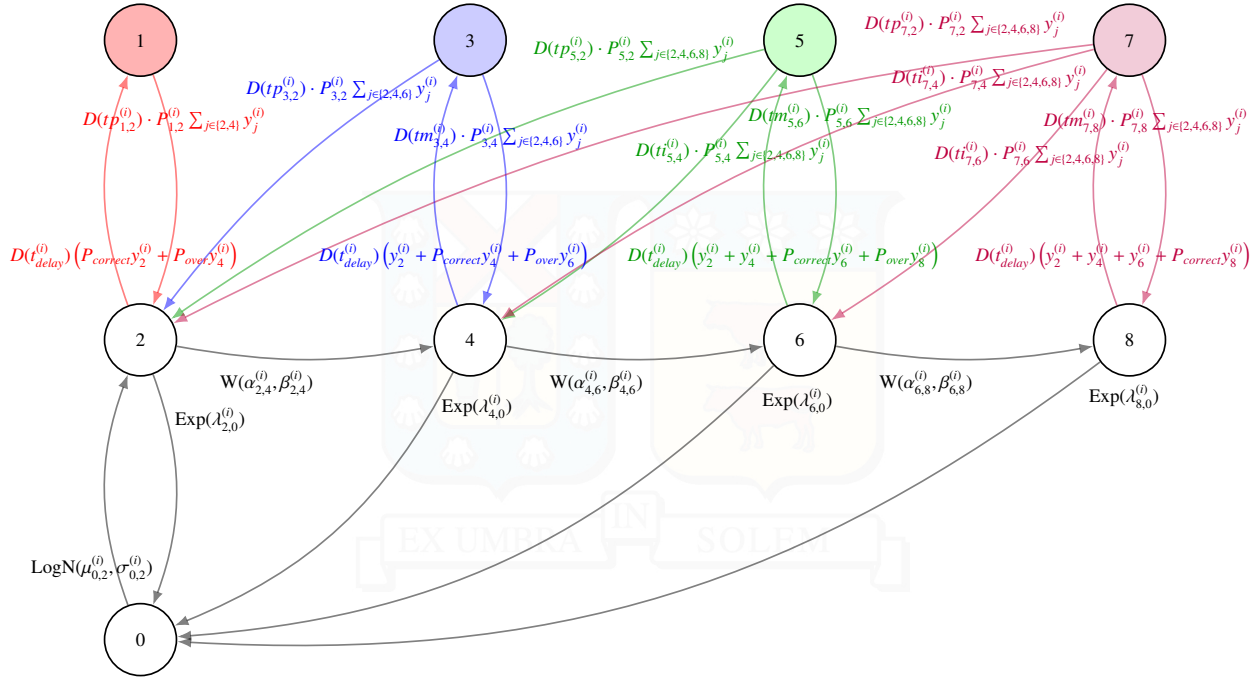 1
3
5
7
D(tp_{7,2}^{(i)}) · P_{7,2}^{(i)} ∑_{j∈{2,4,6,8}} y_j^{(i)}
D(tp_{5,2}^{(i)}) · P_{5,2}^{(i)} ∑_{j∈{2,4,6,8}} y_j^{(i)}
D(ti_{7,4}^{(i)}) · P_{7,4}^{(i)} ∑_{j∈{2,4,6,8}} y_j^{(i)}
D(tp_{3,2}^{(i)}) · P_{3,2}^{(i)} ∑_{j∈{2,4,6}} y_j^{(i)}
D(tp_{1,2}^{(i)}) · P_{1,2}^{(i)} ∑_{j∈{2,4}} y_j^{(i)}
D(tm_{3,4}^{(i)}) · P_{3,4}^{(i)} ∑_{j∈{2,4,6}} y_j^{(i)}
D(tm_{5,6}^{(i)}) · P_{5,6}^{(i)} ∑_{j∈{2,4,6,8}} y_j^{(i)}
D(tm_{7,8}^{(i)}) · P_{7,8}^{(i)} ∑_{j∈{2,4,6,8}} y_j^{(i)}
D(ti_{5,4}^{(i)}) · P_{5,4}^{(i)} ∑_{j∈{2,4,6,8}} y_j^{(i)}
D(ti_{7,6}^{(i)}) · P_{7,6}^{(i)} ∑_{j∈{2,4,6,8}} y_j^{(i)}
D(t_{delay}^{(i)}) (P_{correct} y_2^{(i)} + P_{over} y_4^{(i)})
D(t_{delay}^{(i)}) (y_2^{(i)} + P_{correct} y_4^{(i)} + P_{over} y_6^{(i)})
D(t_{delay}^{(i)}) (y_2^{(i)} + y_4^{(i)} + P_{correct} y_6^{(i)} + P_{over} y_8^{(i)})
D(t_{delay}^{(i)}) (y_2^{(i)} + y_4^{(i)} + y_6^{(i)} + P_{correct} y_8^{(i)})
2
4
6
8
W(α_{2,4}^{(i)}, β_{2,4}^{(i)})
W(α_{4,6}^{(i)}, β_{4,6}^{(i)})
W(α_{6,8}^{(i)}, β_{6,8}^{(i)})
Exp(λ_{2,0}^{(i)})
Exp(λ_{4,0}^{(i)})
Exp(λ_{6,0}^{(i)})
Exp(λ_{8,0}^{(i)})
EX UMBRA IN SOLEM
LogN(μ_{0,2}^{(i)}, σ_{0,2}^{(i)})
0